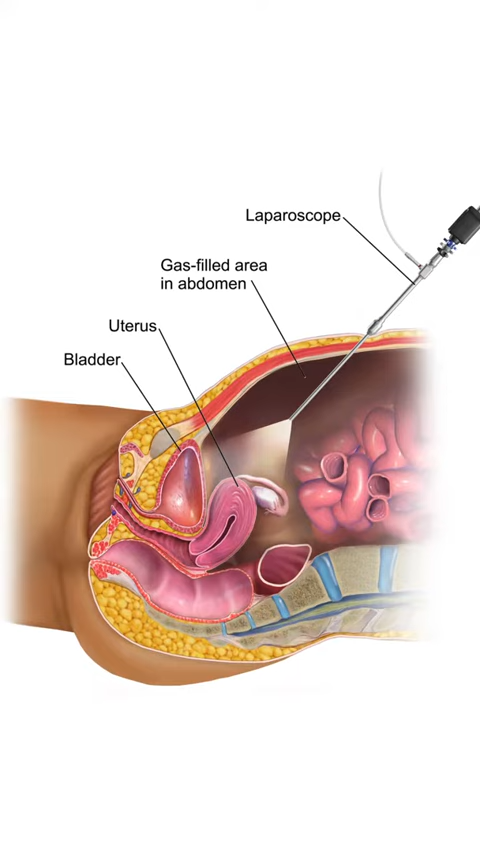 Laparoscope
Gas-filled area
in abdomen
Uterus
Bladder